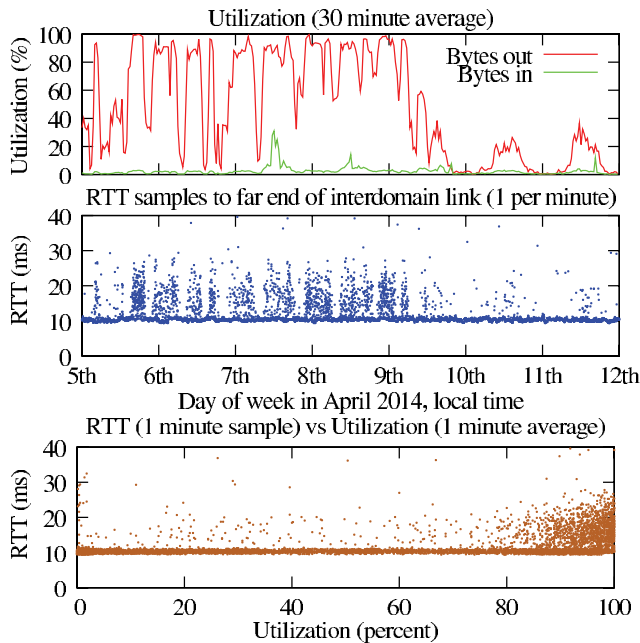 Utilization (30 minute average)
Utilization (%)
100
80
60
40
20
0
Bytes out
Bytes in
RTT samples to far end of interdomain link (1 per minute)
RTT (ms)
40
30
20
10
0
5th 6th 7th 8th 9th 10th 11th 12th
Day of week in April 2014, local time
RTT (1 minute sample) vs Utilization (1 minute average)
RTT (ms)
40
30
20
10
0
0 20 40 60 80 100
Utilization (percent)